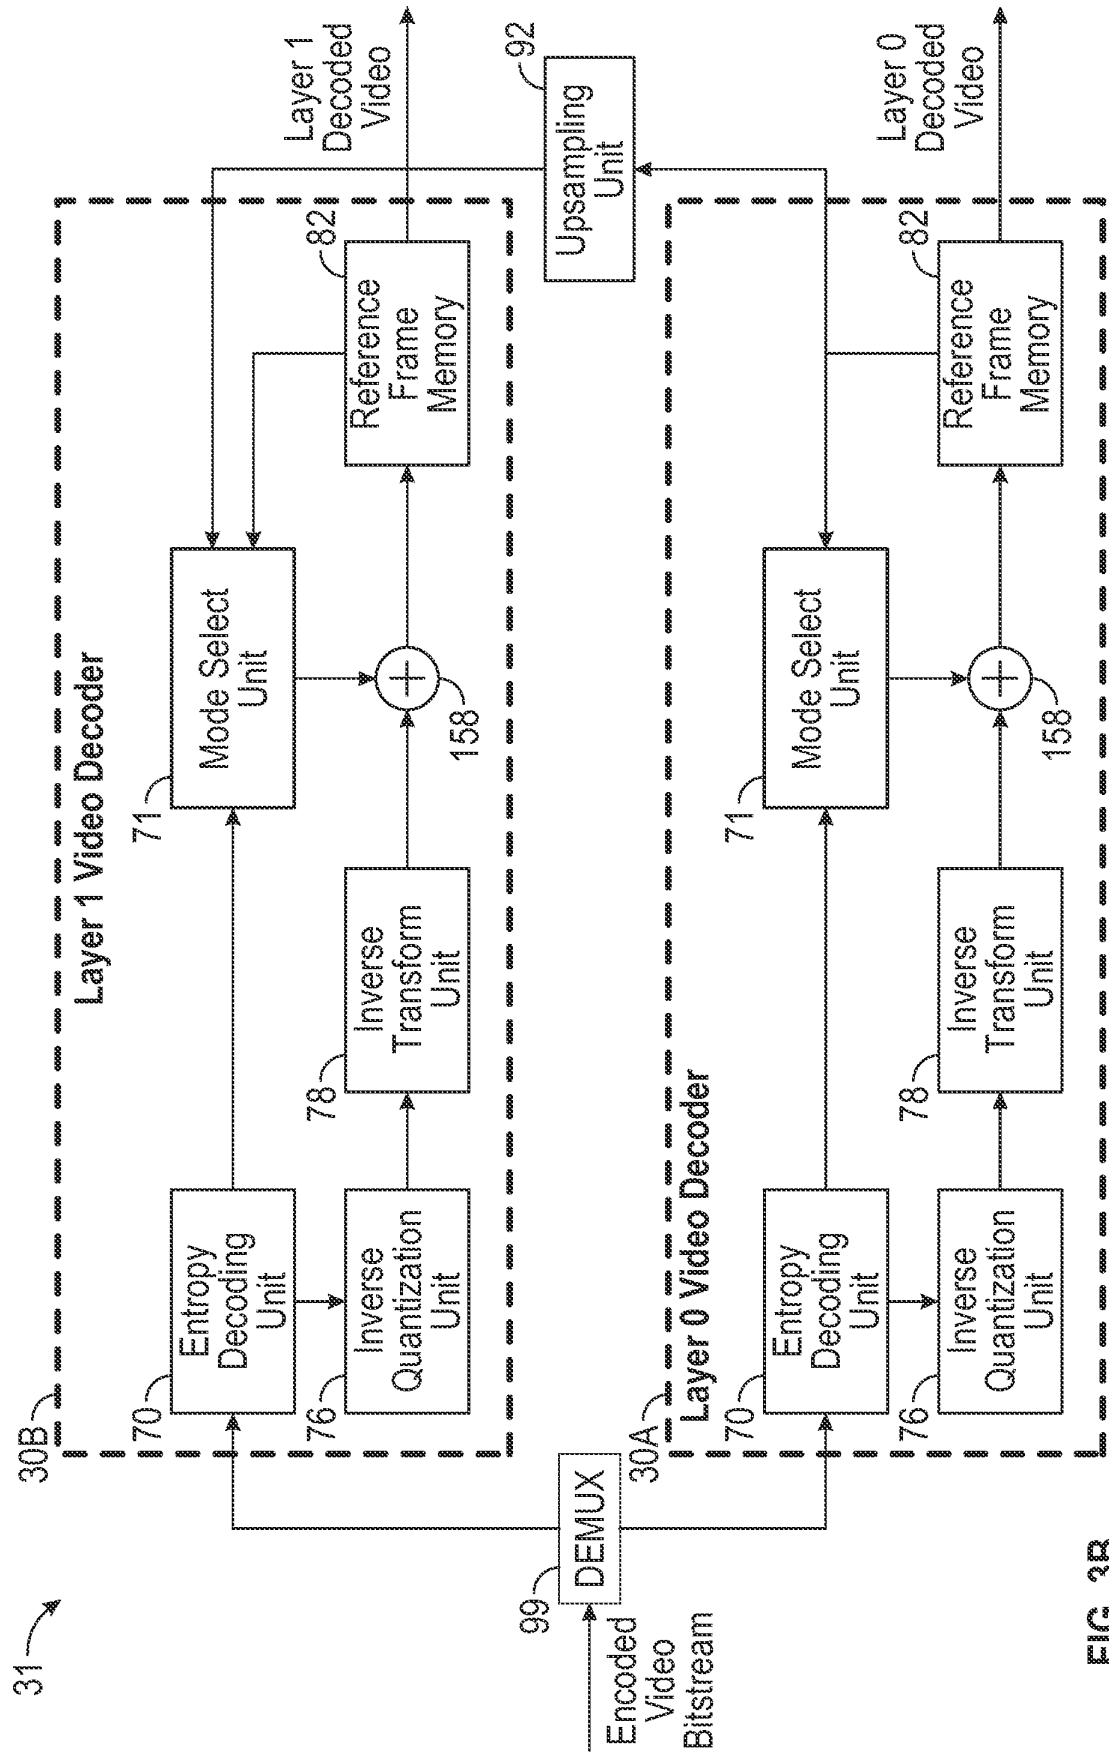 31
30B
Layer 1 Video Decoder
70
Entropy
Decoding
Unit
76
Inverse
Quantization
Unit
78
Inverse
Transform
Unit
71
Mode Select
Unit
158
82
Reference
Frame
Memory
Layer 1
Decoded
Video
99
DEMUX
Encoded
Video
Bitstream
92
Upsampling
Unit
30A
Layer 0 Video Decoder
70
Entropy
Decoding
Unit
76
Inverse
Quantization
Unit
78
Inverse
Transform
Unit
71
Mode Select
Unit
158
82
Reference
Frame
Memory
Layer 0
Decoded
Video
FIG. 3B